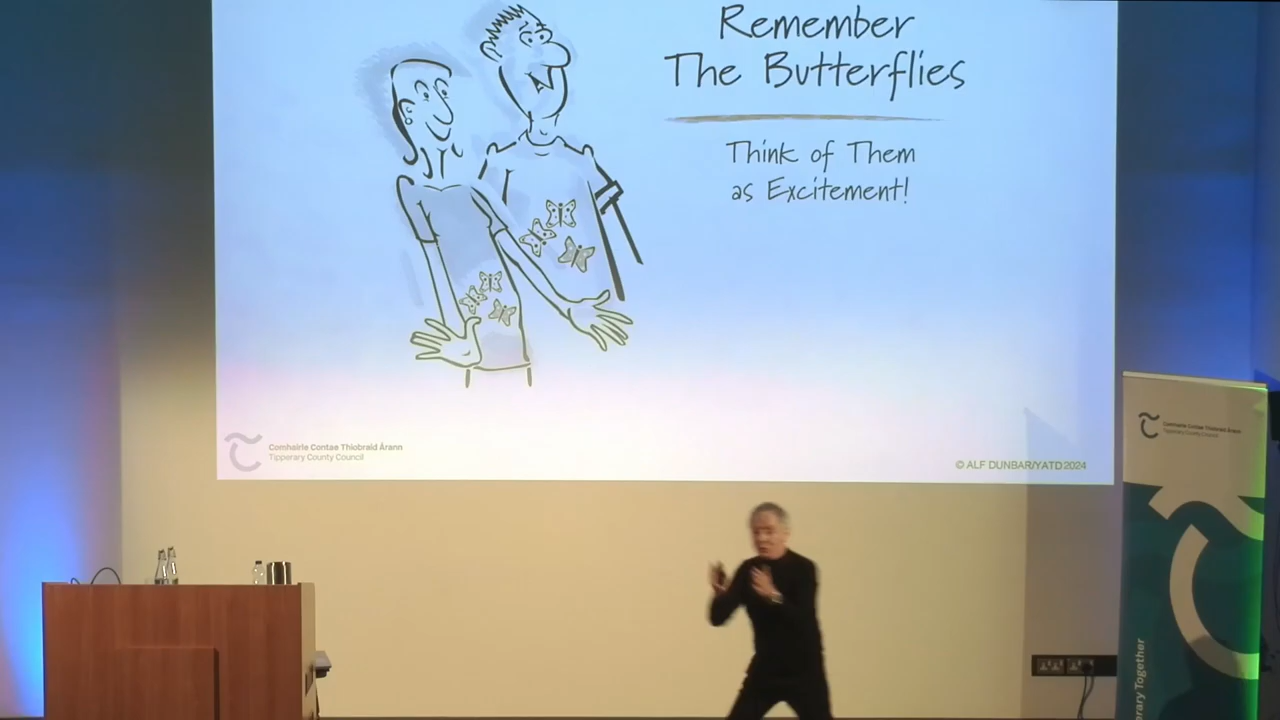 Remember
The Butterflies
Think of Them
as Excitement!
Comhairle Contae Thiobraid Árann
Tipperary County Council
© ALF DUNBAR/YATD 2024
Comhairle Contae Thiobraid Árann
Tipperary County Council
Together